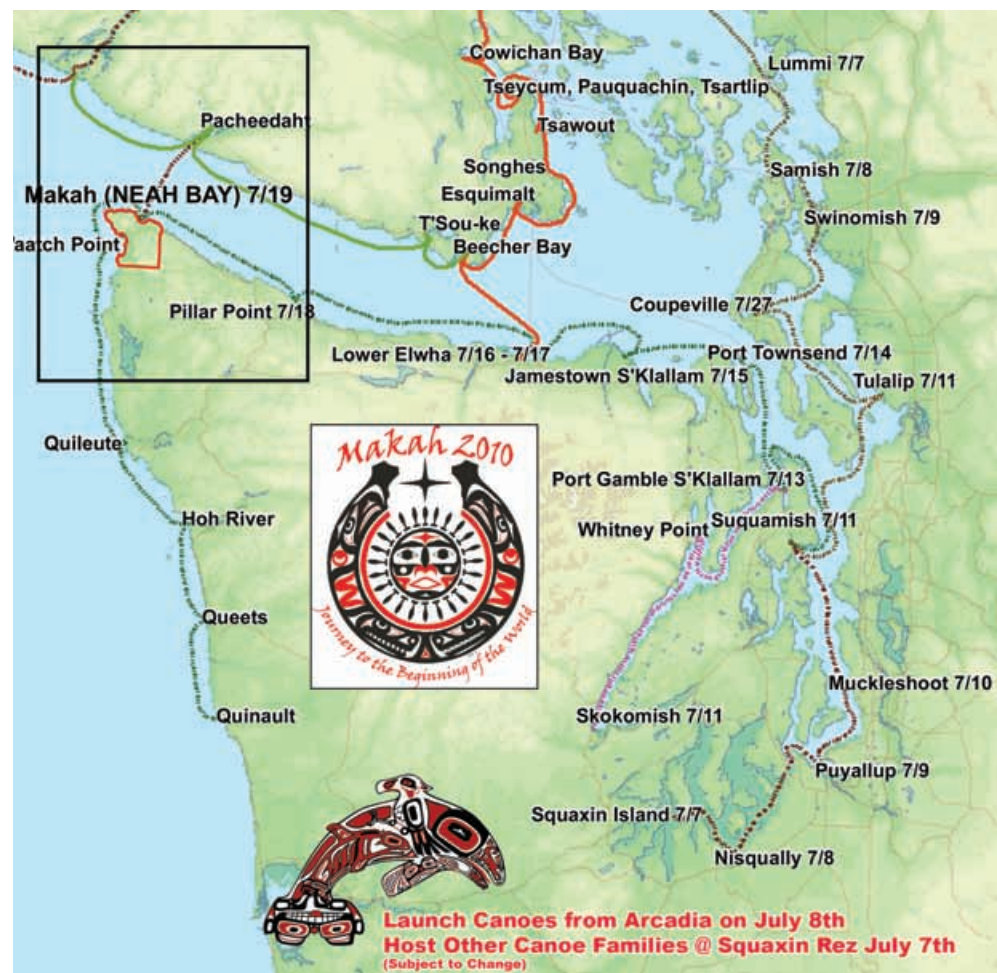 Cowichan Bay
Lummi 7/7
Tseycum, Pauquachin, Tsartlip
Pacheedaht
Tsawout
Songhes
Samish 7/8
Makah (NEAH BAY) 7/19
Esquimalt
Swinomish 7/9
T'Sou-ke
aatch Point
Beecher Bay
Pillar Point 7/18
Coupeville 7/27
Lower Elwha 7/16 - 7/17
Port Townsend 7/14
Jamestown S'Klallam 7/15
Tulalip 7/11
Quileute
Makah 2010
Journey to the Beginning of the World
Port Gamble S'Klallam 7/13
Hoh River
Whitney Point
Suquamish 7/11
Queets
Muckleshoot 7/10
Quinault
Skokomish 7/11
Puyallup 7/9
Squaxin Island 7/7
Nisqually 7/8
Launch Canoes from Arcadia on July 8th
Host Other Canoe Families @ Squaxin Rez July 7th
(Subject to Change)